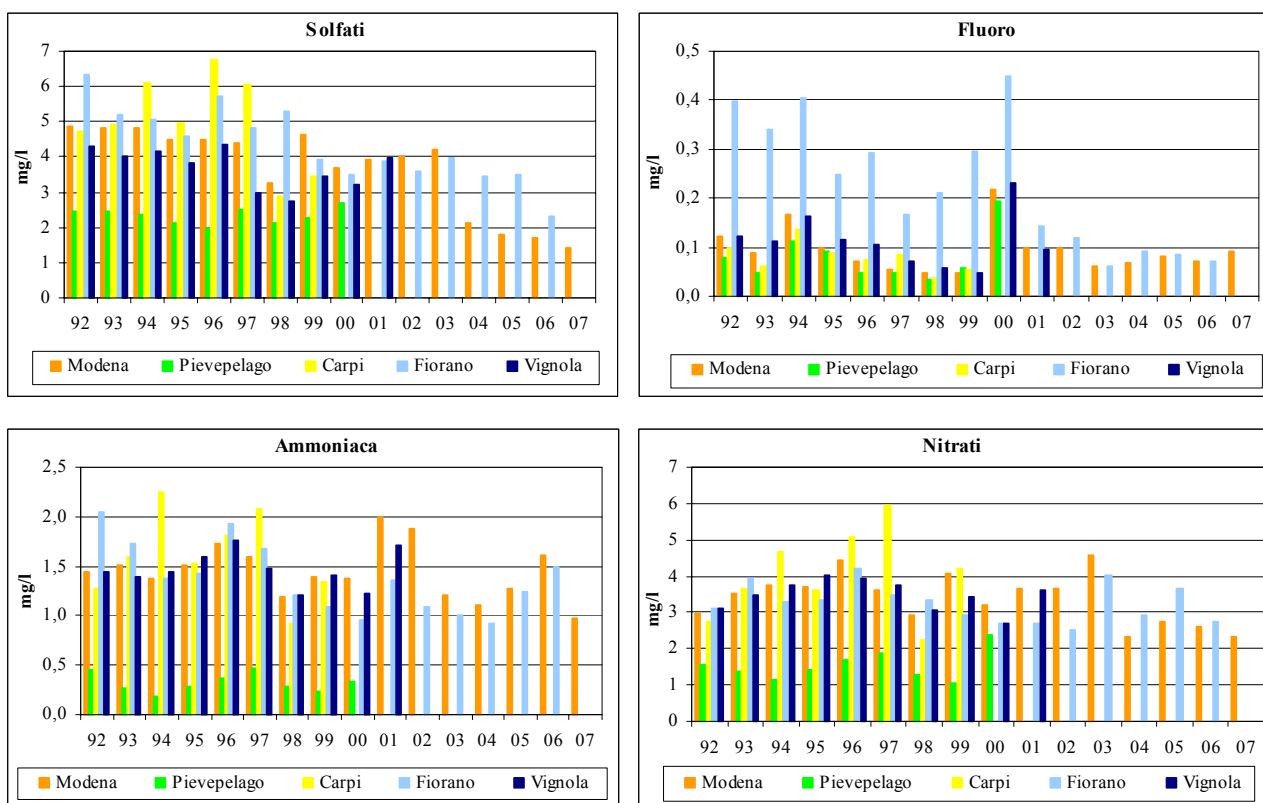 Solfati
7
6
5
4
3
2
1
0
mg/l
92 93 94 95 96 97 98 99 00 01 02 03 04 05 06 07
Modena Pievepelago Carpi Fiorano Vignola
Fluoro
0,5
0,4
0,3
0,2
0,1
0,0
mg/l
92 93 94 95 96 97 98 99 00 01 02 03 04 05 06 07
Modena Pievepelago Carpi Fiorano Vignola
Ammoniaca
2,5
2,0
1,5
1,0
0,5
0,0
mg/l
92 93 94 95 96 97 98 99 00 01 02 03 04 05 06 07
Modena Pievepelago Carpi Fiorano Vignola
Nitrati
7
6
5
4
3
2
1
0
mg/l
92 93 94 95 96 97 98 99 00 01 02 03 04 05 06 07
Modena Pievepelago Carpi Fiorano Vignola